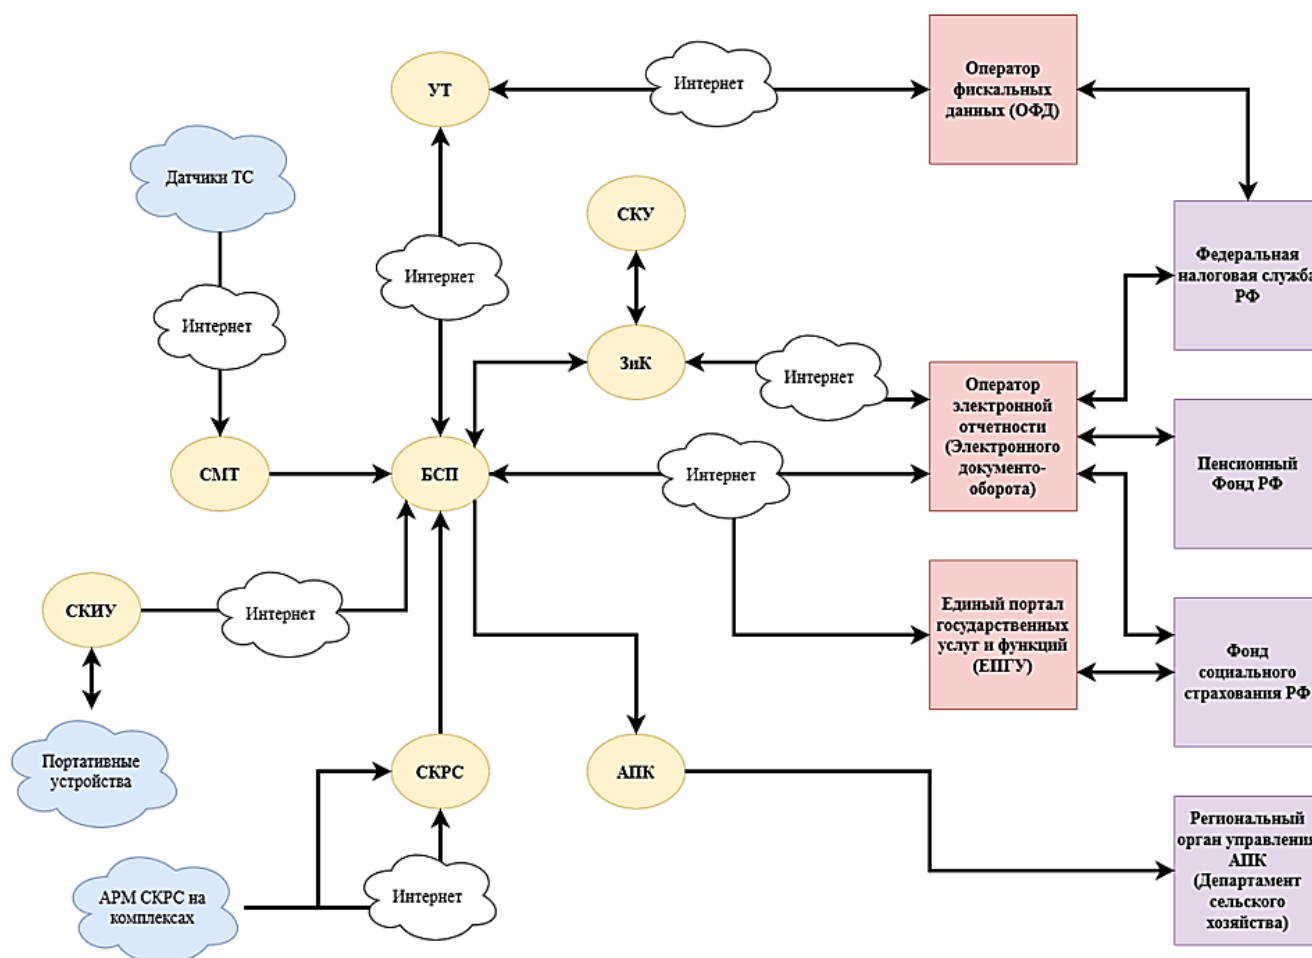 УТ
Интернет
Оператор
фискальных
данных (ОФД)
Датчики ТС
СКУ
Интернет
Федеральная
налоговая служба
РФ
Интернет
ЗиК
Интернет
Оператор
электронной
отчетности
(Электронного
документо-
оборота)
СМТ
БСП
Интернет
Пенсионный
Фонд РФ
СКИУ
Интернет
Единый портал
государственных
услуг и функций
(ЕПГУ)
Фонд
социального
страхования РФ
Портативные
устройства
СКРС
АПК
Региональный
орган управления
АПК
(Департамент
сельского
хозяйства)
АРМ СКРС на
комплексах
Интернет